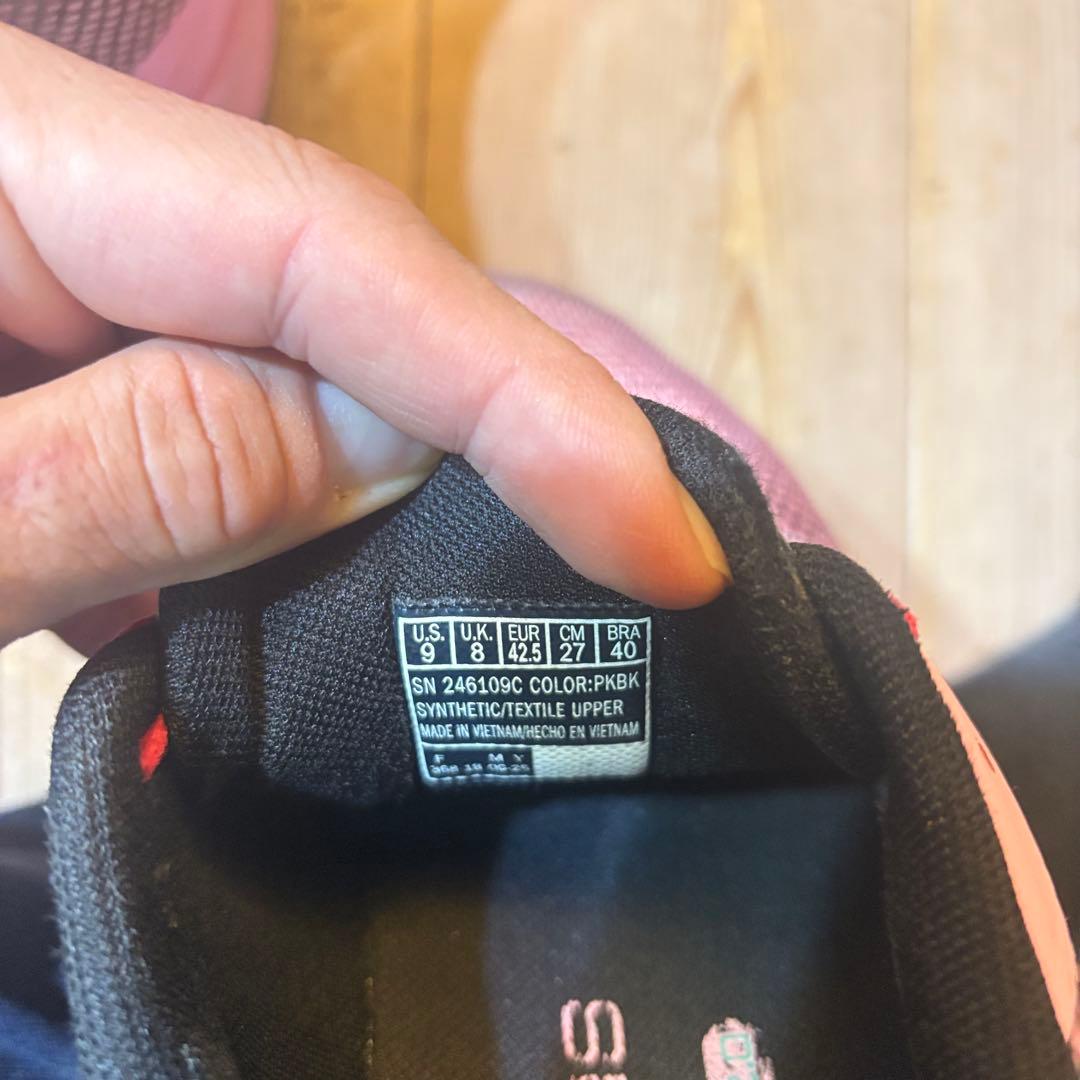 U.S. U.K. EUR CM BRA
9 8 42.5 27 40
SN 246109C COLOR:PKBK
SYNTHETIC/TEXTILE UPPER
MADE IN VIETNAM/HECHO EN VIETNAM
F M Y